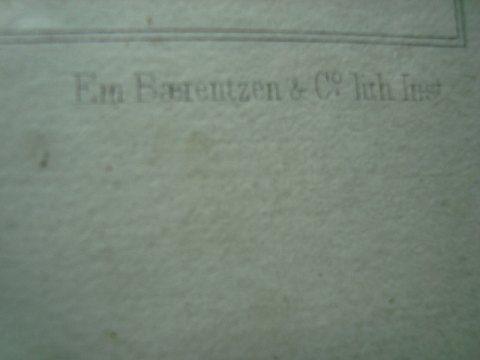 Em Bærentzen & Cº lith Inst